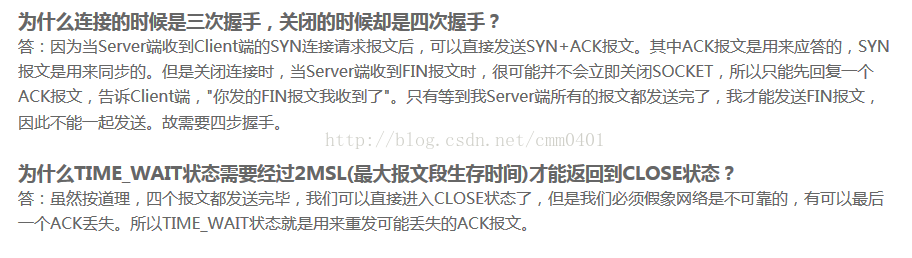 为什么连接的时候是三次握手，关闭的时候却是四次握手？
答：因为当Server端收到Client端的SYN连接请求报文后，可以直接发送SYN+ACK报文。其中ACK报文是用来应答的，SYN
报文是用来同步的。但是关闭连接时，当Server端收到FIN报文时，很可能并不会立即关闭SOCKET，所以只能先回复一个
ACK报文，告诉Client端，"你发的FIN报文我收到了"。只有等到我Server端所有的报文都发送完了，我才能发送FIN报文，
因此不能一起发送。故需要四步握手。
http://blog.csdn.net/cmm0401
为什么TIME_WAIT状态需要经过2MSL(最大报文段生存时间)才能返回到CLOSE状态？
答：虽然按道理，四个报文都发送完毕，我们可以直接进入CLOSE状态了，但是我们必须假象网络是不可靠的，有可以最后
一个ACK丢失。所以TIME_WAIT状态就是用来重发可能丢失的ACK报文。